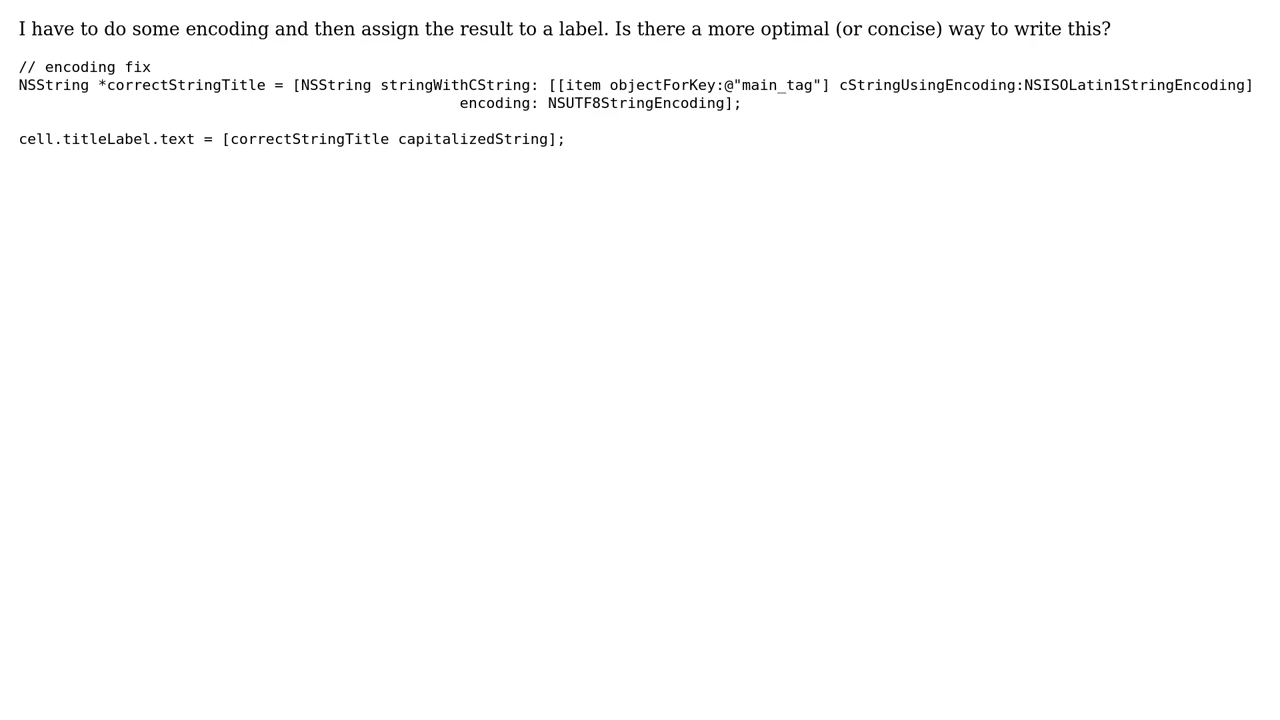 I have to do some encoding and then assign the result to a label. Is there a more optimal (or concise) way to write this?
// encoding fix
NSString *correctStringTitle = [NSString stringWithCString: [[item objectForKey:@"main_tag"] cStringUsingEncoding:NSISOLatin1StringEncoding]
encoding: NSUTF8StringEncoding];
cell.titleLabel.text = [correctStringTitle capitalizedString];